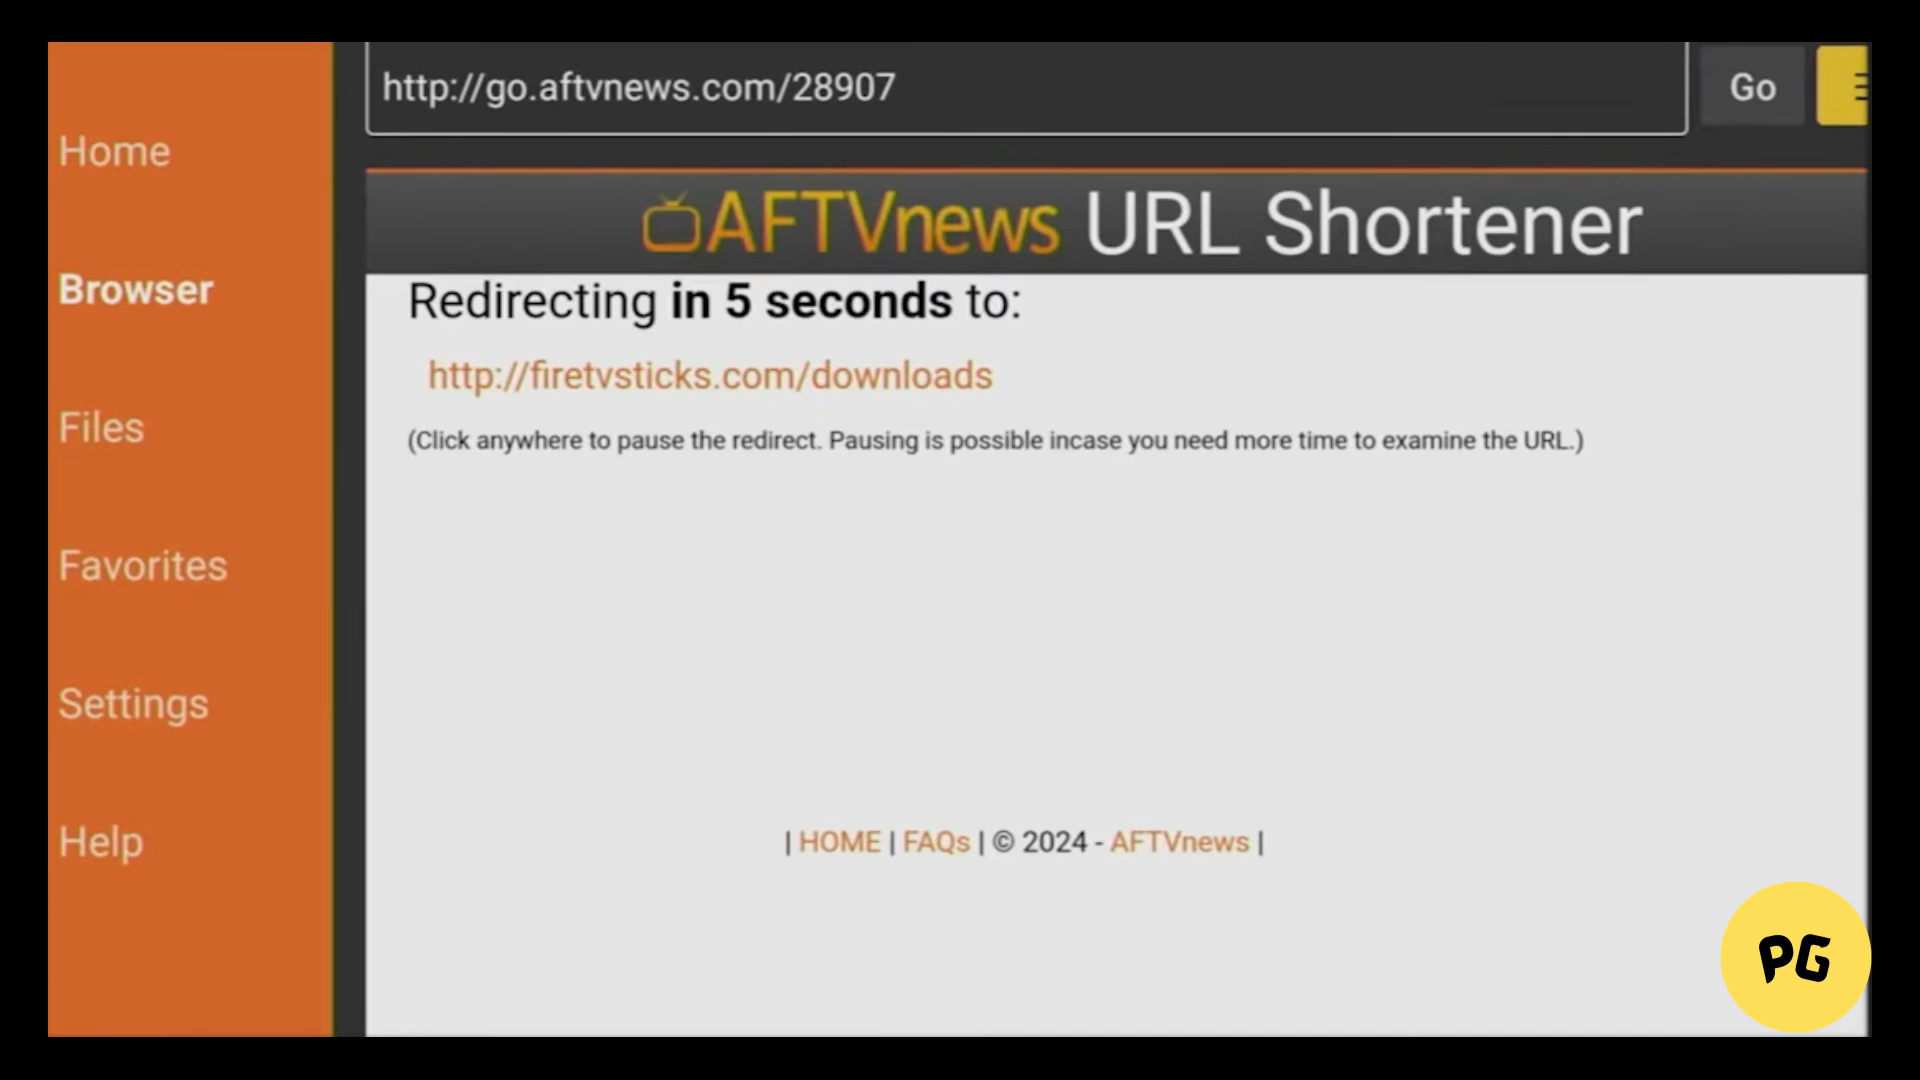 http://go.aftvnews.com/28907
Go
Home
Browser
Files
Favorites
Settings
Help
AFTVnews URL Shortener
Redirecting in 5 seconds to:
http://firetvsticks.com/downloads
(Click anywhere to pause the redirect. Pausing is possible incase you need more time to examine the URL.)
| HOME | FAQs | © 2024 - AFTVnews |
PG